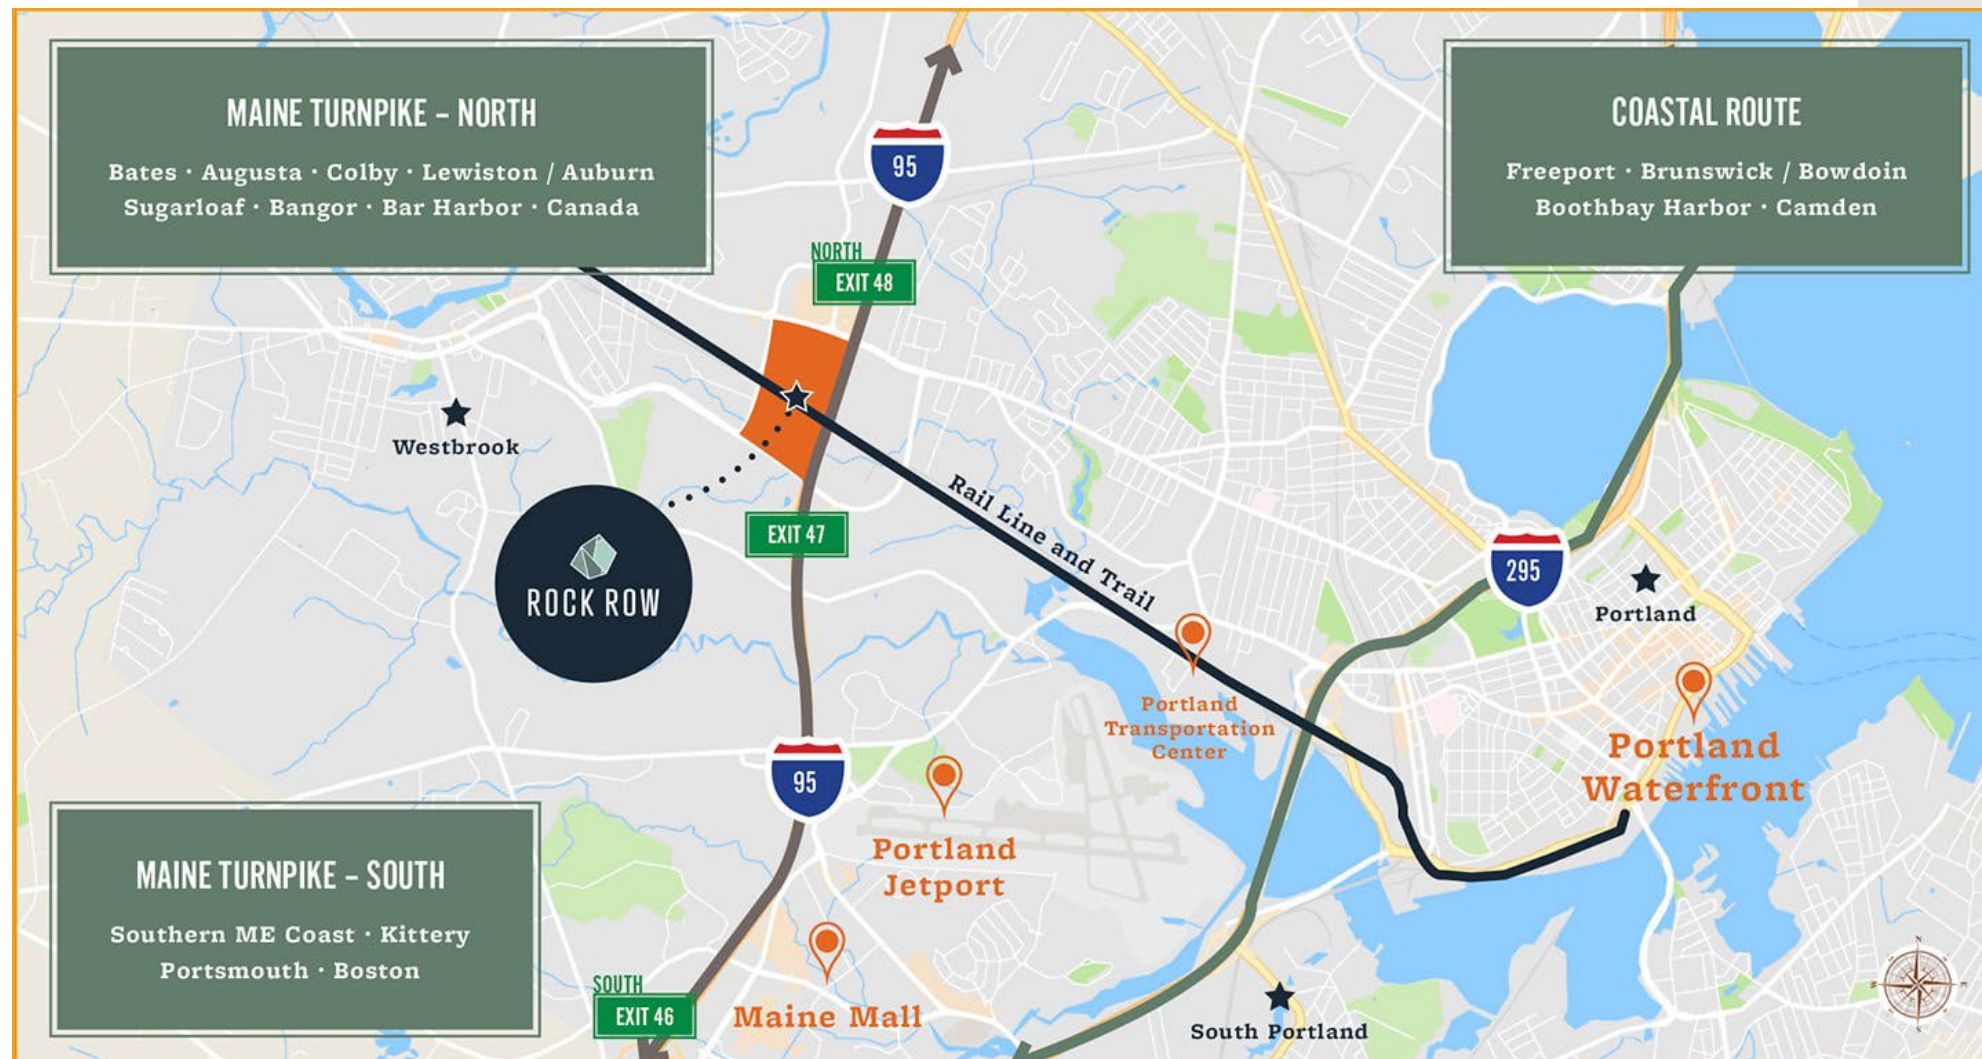 MAINE TURNPIKE – NORTH
Bates · Augusta · Colby · Lewiston / Auburn
Sugarloaf · Bangor · Bar Harbor · Canada
COASTAL ROUTE
Freeport · Brunswick / Bowdoin
Boothbay Harbor · Camden
95
NORTH
EXIT 48
Westbrook
ROCK ROW
EXIT 47
Rail Line and Trail
295
Portland
Portland
Transportation
Center
Portland
Waterfront
95
Portland
Jetport
MAINE TURNPIKE – SOUTH
Southern ME Coast · Kittery
Portsmouth · Boston
SOUTH
EXIT 46
Maine Mall
South Portland
N